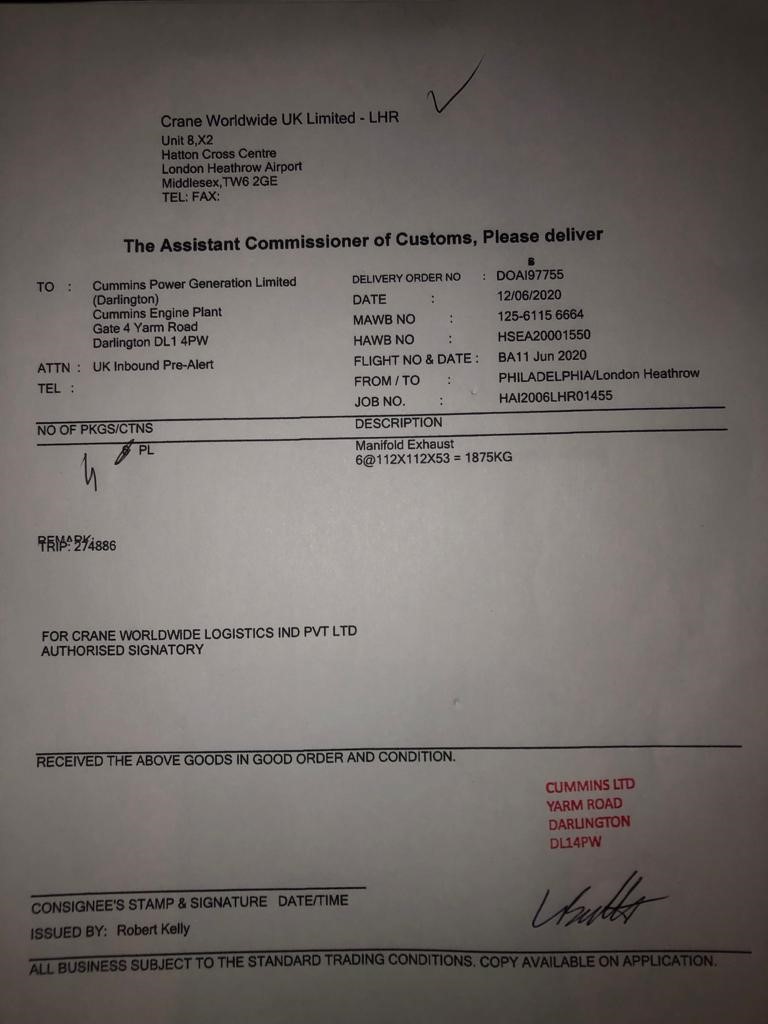 Crane Worldwide UK Limited - LHR
Unit 8,X2
Hatton Cross Centre
London Heathrow Airport
Middlesex,TW6 2GE
TEL: FAX:
The Assistant Commissioner of Customs, Please deliver
TO : Cummins Power Generation Limited
(Darlington)
Cummins Engine Plant
Gate 4 Yarm Road
Darlington DL1 4PW
ATTN : UK Inbound Pre-Alert
TEL :
DELIVERY ORDER NO : DOAI97755
DATE : 12/06/2020
MAWB NO : 125-6115 6664
HAWB NO : HSEA20001550
FLIGHT NO & DATE : BA11 Jun 2020
FROM / TO : PHILADELPHIA/London Heathrow
JOB NO. : HAI2006LHR01455
NO OF PKGS/CTNS DESCRIPTION
PL Manifold Exhaust
6@112X112X53 = 1875KG
REMARK:
TRIP: 274886
FOR CRANE WORLDWIDE LOGISTICS IND PVT LTD
AUTHORISED SIGNATORY
RECEIVED THE ABOVE GOODS IN GOOD ORDER AND CONDITION.
CUMMINS LTD
YARM ROAD
DARLINGTON
DL14PW
CONSIGNEE'S STAMP & SIGNATURE DATE/TIME
ISSUED BY: Robert Kelly
ALL BUSINESS SUBJECT TO THE STANDARD TRADING CONDITIONS. COPY AVAILABLE ON APPLICATION.